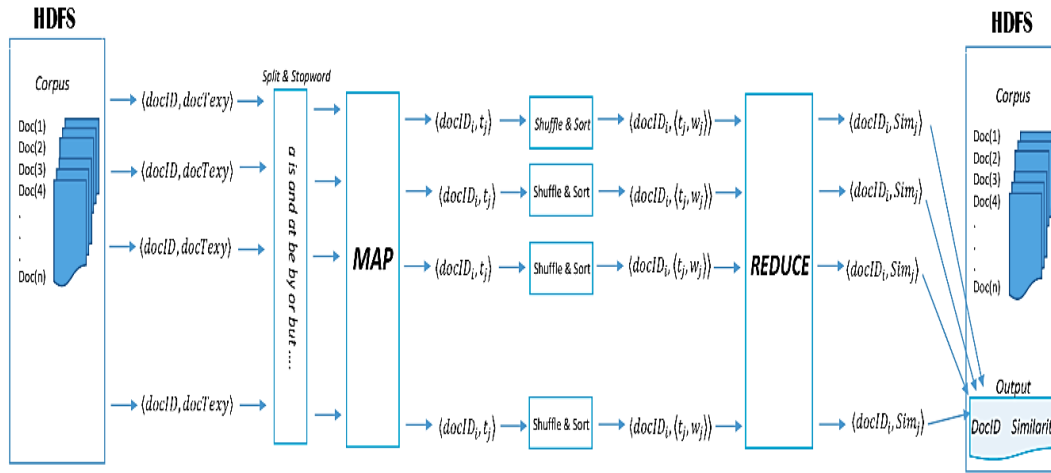 HDFS
Corpus
Doc(1)
Doc(2)
Doc(3)
Doc(4)
.
.
.
Doc(n)
⟨docID, docTexy⟩
⟨docID, docTexy⟩
⟨docID, docTexy⟩
⟨docID, docTexy⟩
Split & Stopword
a is and at be by or but ....
MAP
⟨docIDᵢ, tⱼ⟩
⟨docIDᵢ, tⱼ⟩
⟨docIDᵢ, tⱼ⟩
⟨docIDᵢ, tⱼ⟩
Shuffle & Sort
Shuffle & Sort
Shuffle & Sort
Shuffle & Sort
⟨docIDᵢ, (tⱼ, wⱼ)⟩
⟨docIDᵢ, (tⱼ, wⱼ)⟩
⟨docIDᵢ, (tⱼ, wⱼ)⟩
⟨docIDᵢ, (tⱼ, wⱼ)⟩
REDUCE
⟨docIDᵢ, Simⱼ⟩
⟨docIDᵢ, Simⱼ⟩
⟨docIDᵢ, Simⱼ⟩
⟨docIDᵢ, Simⱼ⟩
HDFS
Corpus
Doc(1)
Doc(2)
Doc(3)
Doc(4)
.
.
.
.
Doc(n)
Output
DocID Similarit